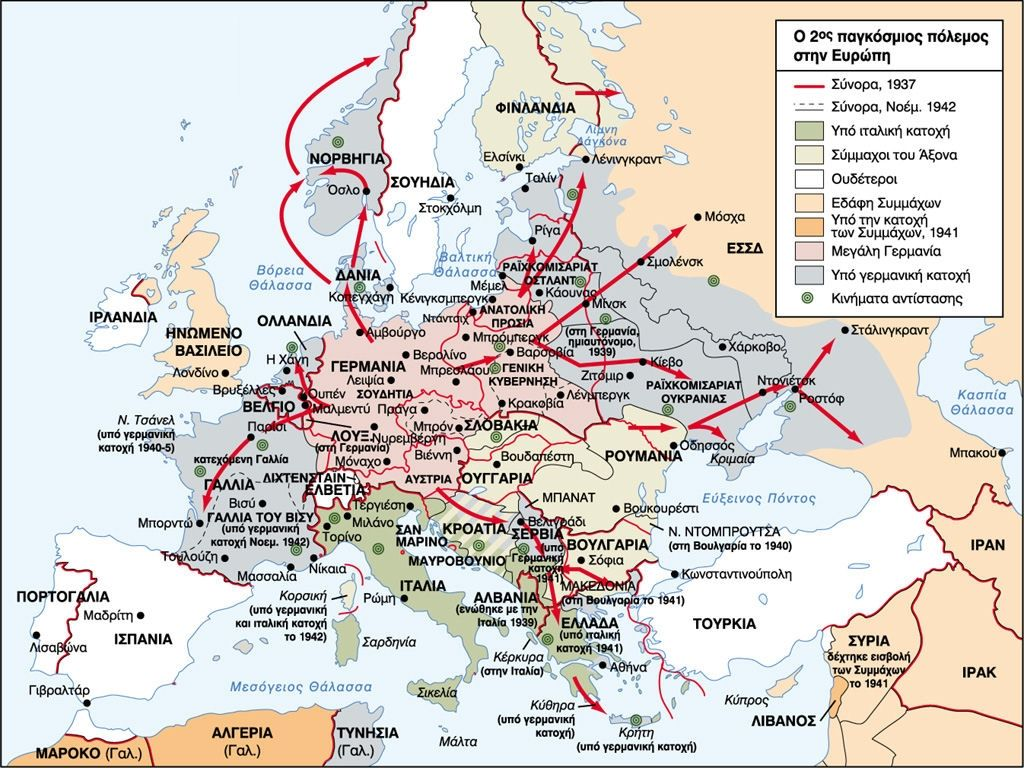 Ο 2ος παγκόσμιος πόλεμος
στην Ευρώπη
Σύνορα, 1937
Σύνορα, Νοέμ. 1942
Υπό ιταλική κατοχή
Σύμμαχοι του Άξονα
Ουδέτεροι
Εδάφη Συμμάχων
Υπό την κατοχή
των Συμμάχων, 1941
Μεγάλη Γερμανία
Υπό γερμανική κατοχή
Κινήματα αντίστασης
ΦΙΝΛΑΝΔΙΑ
Λίμνη
Λάγκονα
Ελσίνκι
Λένινγκραντ
Ταλίν
ΝΟΡΒΗΓΙΑ
Όσλο
ΣΟΥΗΔΙΑ
Στοκχόλμη
Μόσχα
ΕΣΣΔ
Ρίγα
Σμολένσκ
Βόρεια
Θάλασσα
ΔΑΝΙΑ
Κοπεγχάγη
Βαλτική
Θάλασσα
ΡΑΪΧΚΟΜΙΣΑΡΙΑΤ
ΟΣΤΛΑΝΤ
Μέμελ
Κάουνας
Κένιγκσμπεργκ
Μινσκ
ΙΡΛΑΝΔΙΑ
ΗΝΩΜΕΝΟ
ΒΑΣΙΛΕΙΟ
Λονδίνο
ΟΛΛΑΝΔΙΑ
Η Χάγη
Αμβούργο
Ντάντσιχ
ΑΝΑΤΟΛΙΚΗ
ΠΡΩΣΙΑ
(στη Γερμανία,
ημιαυτόνομο,
1939)
Στάλινγκραντ
Χάρκοβο
ΓΕΡΜΑΝΙΑ
Βερολίνο
Μπρόμπεργκ
Βαρσοβία
Κίεβο
Λειψία
Μπρεσλάου
ΓΕΝΙΚΗ
ΚΥΒΕΡΝΗΣΗ
Ζιτόμιρ
ΡΑΪΧΚΟΜΙΣΑΡΙΑΤ
ΟΥΚΡΑΝΙΑΣ
Ντονιέτσκ
Ροστόφ
Βρυξέλλες
Ουπέν
ΣΟΥΔΗΤΙΑ
ΒΕΛΓΙΟ
Μαλμεντύ
Πράγα
Κρακοβία
Λένμπεργκ
Κασπία
Θάλασσα
Ν. Τσάνελ
(υπό γερμανική
κατοχή 1940-5)
Παρίσι
ΛΟΥΞ.
(στη Γερμανία)
Νυρεμβέργη
Μπρόν
ΣΛΟΒΑΚΙΑ
Οδησσός
Κριμαία
Μπακού
κατεχόμενη Γαλλία
Μόναχο
Βιέννη
Βουδαπέστη
ΡΟΥΜΑΝΙΑ
ΓΑΛΛΙΑ
ΛΙΧΤΕΝΣΤΑΪΝ
ΕΛΒΕΤΙΑ
ΑΥΣΤΡΙΑ
ΟΥΓΓΑΡΙΑ
Βισύ
Μπορντώ
ΓΑΛΛΙΑ ΤΟΥ ΒΙΣΥ
(υπό γερμανική
κατοχή Νοεμ. 1942)
Τεργέστη
Μιλάνο
Τορίνο
ΜΠΑΝΑΤ
Εύξεινος Πόντος
Βουκουρέστι
Ν. ΝΤΟΜΠΡΟΥΤΣΑ
(στη Βουλγαρία το 1940)
ΣΑΝ
ΜΑΡΙΝΟ
ΚΡΟΑΤΙΑ
Βελιγράδι
ΣΕΡΒΙΑ
(υπό
γερμανική
κατοχή
1941)
ΒΟΥΛΓΑΡΙΑ
Σόφια
ΙΡΑΝ
Τουλούζη
Μασσαλία
Νίκαια
ΜΑΥΡΟΒΟΥΝΙΟ
ΠΟΡΤΟΓΑΛΙΑ
Μαδρίτη
ΙΣΠΑΝΙΑ
Λισαβώνα
Γιβραλτάρ
Κορσική
(υπό γερμανική
και ιταλική κατοχή
το 1942)
Ρώμη
ΙΤΑΛΙΑ
ΑΛΒΑΝΙΑ
(ενώθηκε με την
Ιταλία 1939)
ΜΑΚΕΔΟΝΙΑ
(στη Βουλγαρία το 1941)
Κωνσταντινούπολη
ΕΛΛΑΔΑ
(υπό ιταλική
κατοχή 1941)
ΤΟΥΡΚΙΑ
Σαρδηνία
Κέρκυρα
(στην Ιταλία)
Αθήνα
ΣΥΡΙΑ
δέχτηκε εισβολή
των Συμμάχων
το 1941
ΙΡΑΚ
Μεσόγειος Θάλασσα
Σικελία
Κύθηρα
(υπό γερμανική
κατοχή)
Κρήτη
(υπό γερμανική κατοχή)
Κύπρος
ΛΙΒΑΝΟΣ
Μάλτα
ΜΑΡΟΚΟ (Γαλ.)
ΑΛΓΕΡΙΑ
(Γαλ.)
ΤΥΝΗΣΙΑ
(Γαλ.)